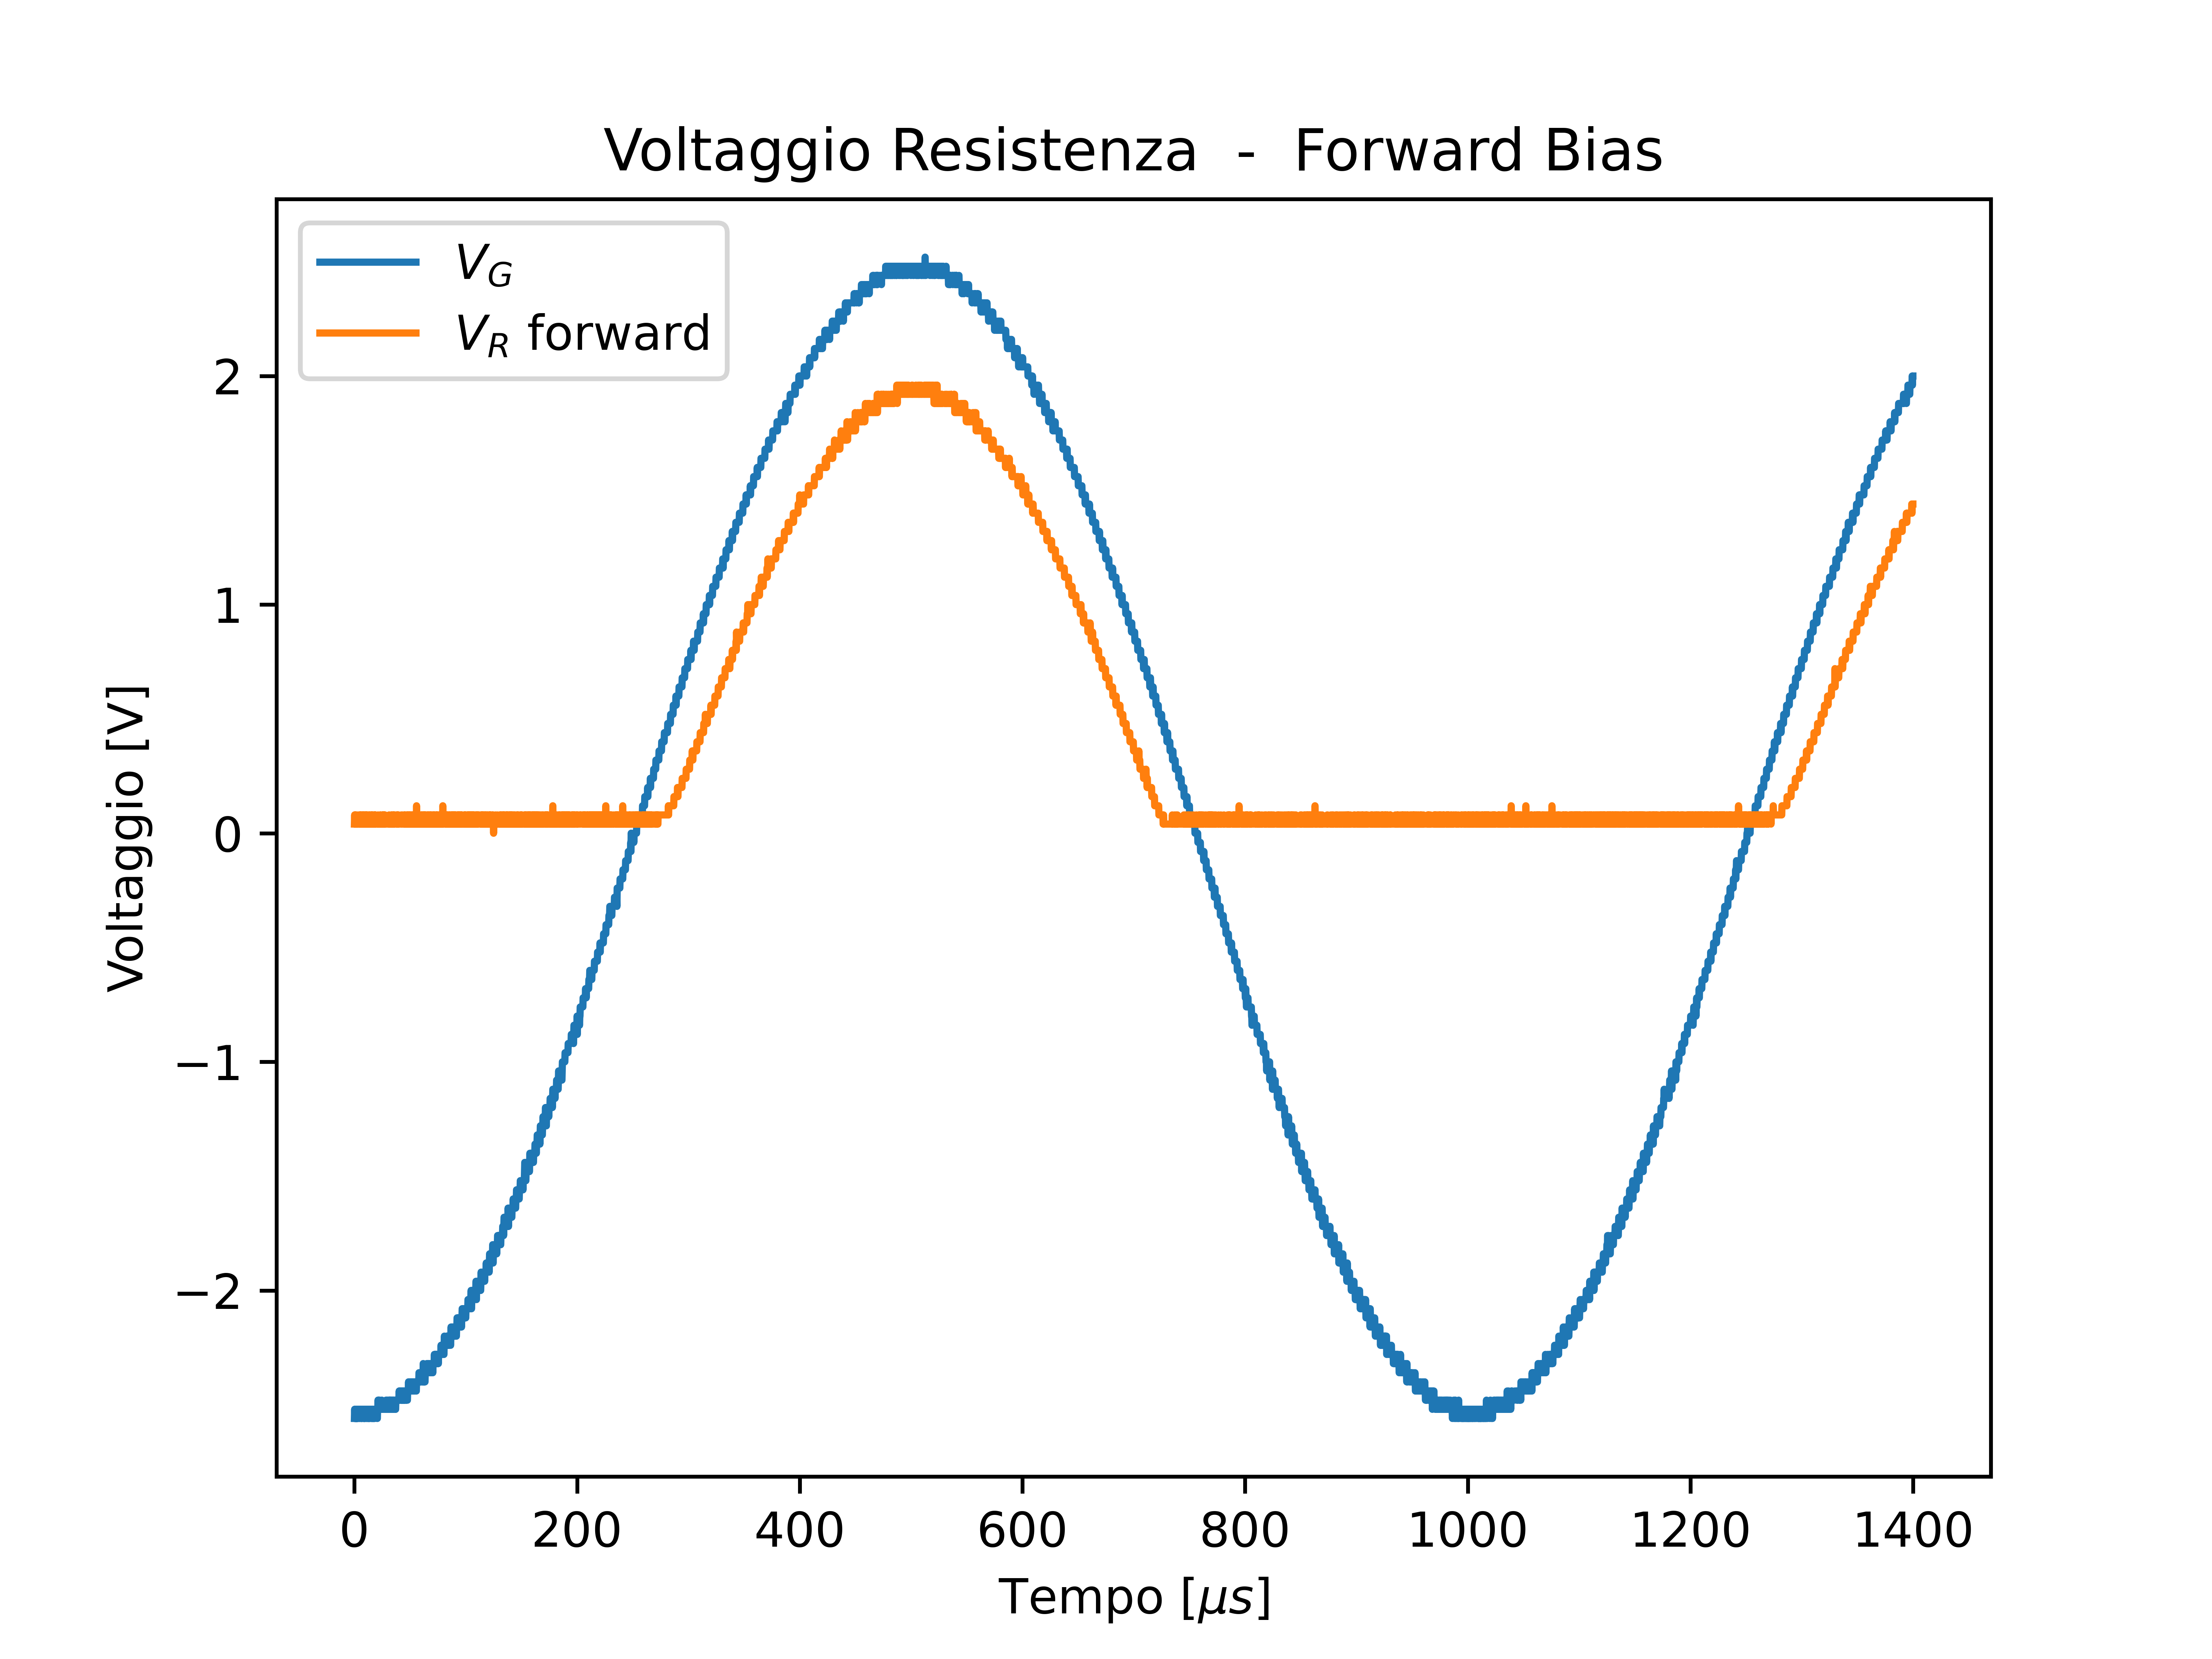 Voltaggio Resistenza - Forward Bias
V_G
V_R forward
2
1
0
−1
−2
Voltaggio [V]
0 200 400 600 800 1000 1200 1400
Tempo [μs]